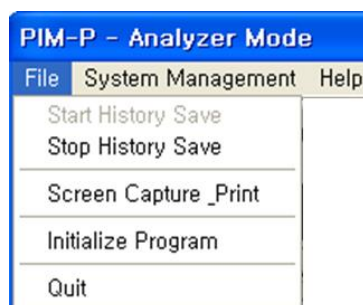 PIM-P - Analyzer Mode
File System Management Help
Start History Save
Stop History Save
Screen Capture _Print
Initialize Program
Quit